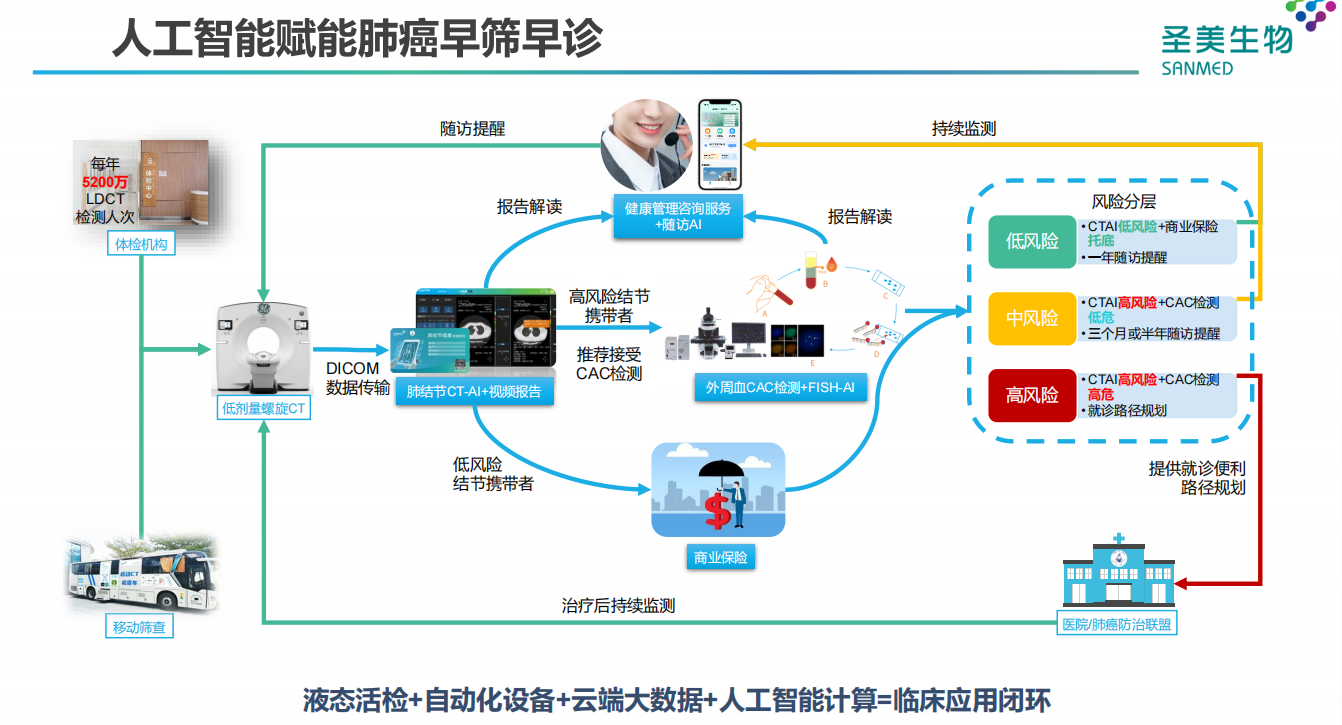 人工智能赋能肺癌早筛早诊
圣美生物
SANMED
随访提醒
持续监测
每年
5200万
LDCT
检测人次
体检机构
报告解读
健康管理咨询服务
+随访AI
报告解读
风险分层
低风险
•CTAI低风险+商业保险
托底
•一年随访提醒
中风险
•CTAI高风险+CAC检测
低危
•三个月或半年随访提醒
高风险
•CTAI高风险+CAC检测
高危
•就诊路径规划
GE
低剂量螺旋CT
DICOM
数据传输
肺结节CT-AI+视频报告
高风险结节
携带者
推荐接受
CAC检测
A
B
C
D
E
外周血CAC检测+FISH-AI
低风险
结节携带者
商业保险
提供就诊便利
路径规划
移动筛查
治疗后持续监测
医院/肺癌防治联盟
液态活检+自动化设备+云端大数据+人工智能计算=临床应用闭环